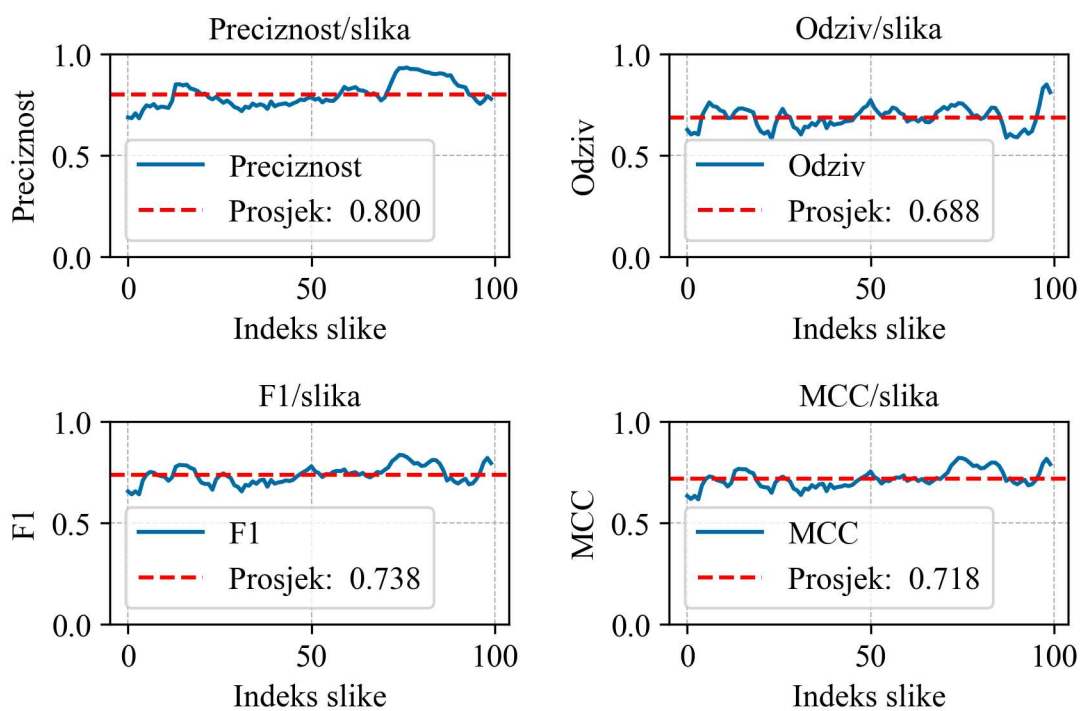 Preciznost/slika
Preciznost
1.0
0.5
0.0
Preciznost
Prosjek: 0.800
0
50
100
Indeks slike
Odziv/slika
Odziv
1.0
0.5
0.0
Odziv
Prosjek: 0.688
0
50
100
Indeks slike
F1/slika
F1
1.0
0.5
0.0
F1
Prosjek: 0.738
0
50
100
Indeks slike
MCC/slika
MCC
1.0
0.5
0.0
MCC
Prosjek: 0.718
0
50
100
Indeks slike